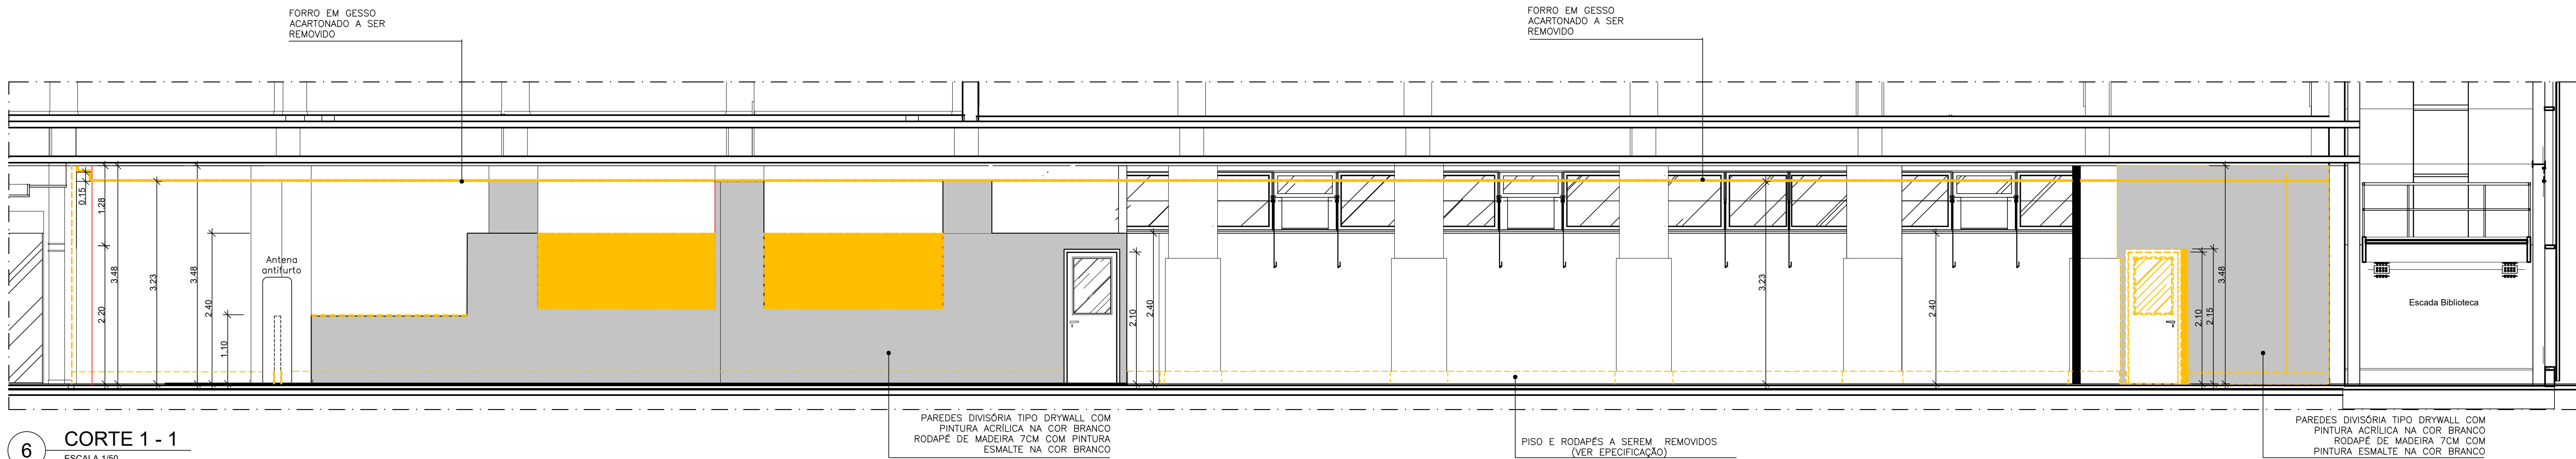 FORRO EM GESSO
ACARTONADO A SER
REMOVIDO
FORRO EM GESSO
ACARTONADO A SER
REMOVIDO
0.15
1.28
2.20
3.48
3.23
3.48
2.40
1.10
Antena
antifurto
2.10
2.40
3.23
2.40
2.10
2.15
3.48
Escada Biblioteca
PAREDES DIVISÓRIA TIPO DRYWALL COM
PINTURA ACRÍLICA NA COR BRANCO
RODAPÉ DE MADEIRA 7CM COM PINTURA
ESMALTE NA COR BRANCO
PISO E RODAPÉS A SEREM REMOVIDOS
(VER EPECIFICAÇÃO)
PAREDES DIVISÓRIA TIPO DRYWALL COM
PINTURA ACRÍLICA NA COR BRANCO
RODAPÉ DE MADEIRA 7CM COM
PINTURA ESMALTE NA COR BRANCO
6
CORTE 1 - 1
ESCALA 1/50